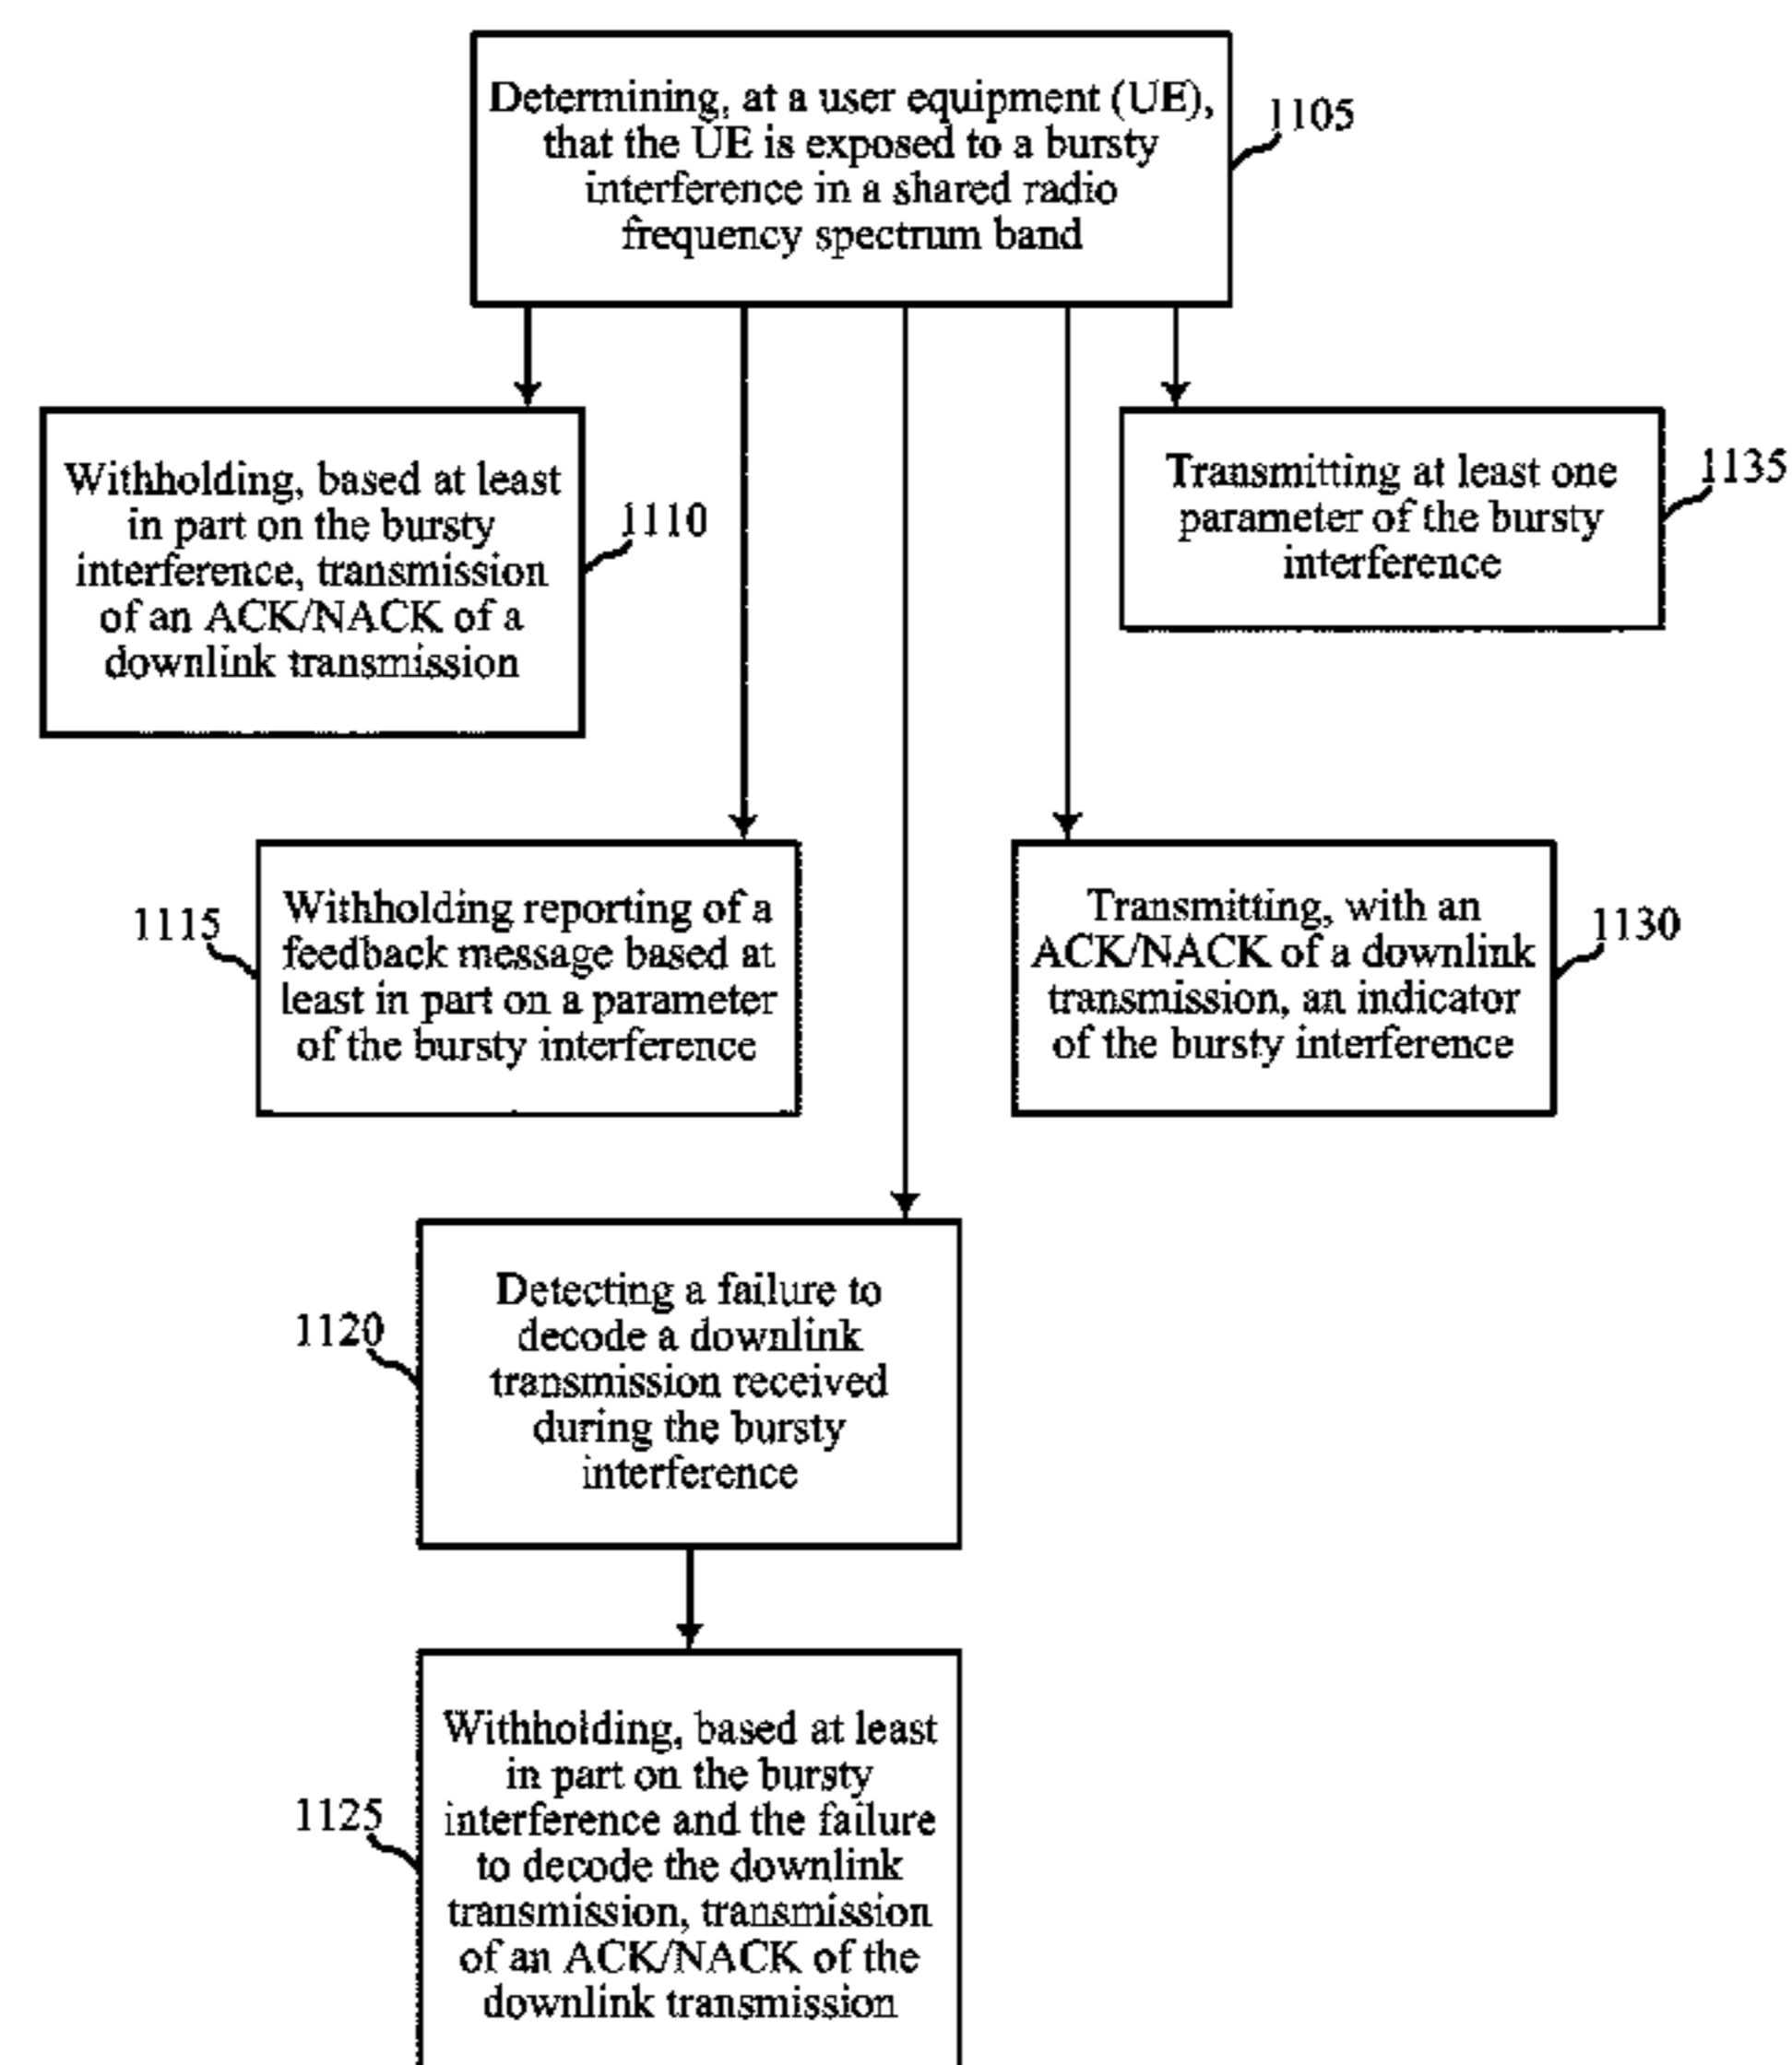 Determining, at a user equipment (UE),
that the UE is exposed to a bursty
interference in a shared radio
frequency spectrum band
1105
Withholding, based at least
in part on the bursty
interference, transmission
of an ACK/NACK of a
downlink transmission
1110
Transmitting at least one
parameter of the bursty
interference
1135
1115
Withholding reporting of a
feedback message based at
least in part on a parameter
of the bursty interference
Transmitting, with an
ACK/NACK of a downlink
transmission, an indicator
of the bursty interference
1130
1120
Detecting a failure to
decode a downlink
transmission received
during the bursty
interference
1125
Withholding, based at least
in part on the bursty
interference and the failure
to decode the downlink
transmission, transmission
of an ACK/NACK of the
downlink transmission